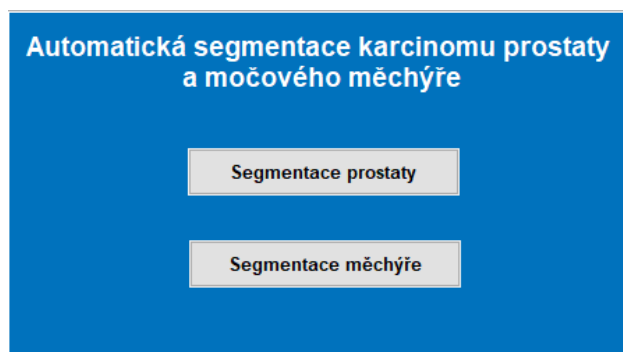 Automatická segmentace karcinomu prostaty
a močového měchýře
Segmentace prostaty
Segmentace měchýře